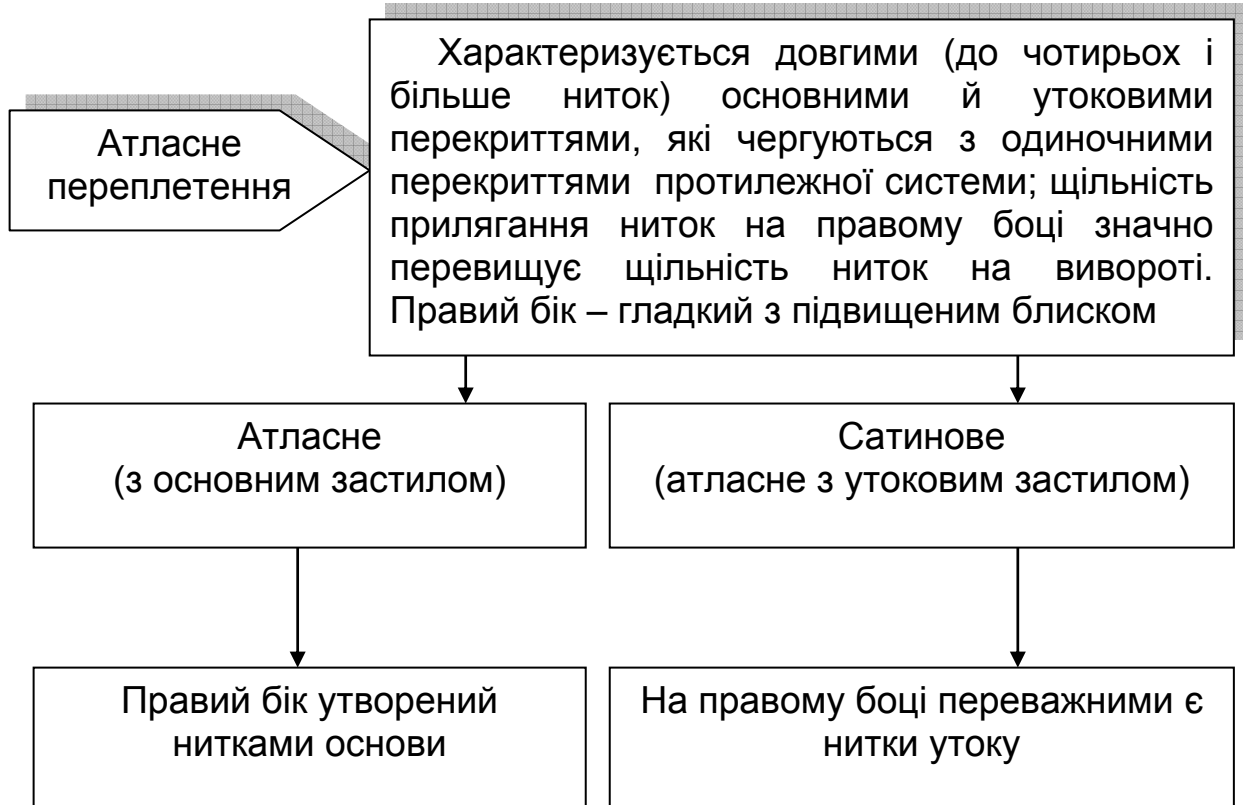 Атласне
переплетення
Характеризується довгими (до чотирьох і
більше ниток) основними й утоковими
перекриттями, які чергуються з одиночними
перекриттями протилежної системи; щільність
прилягання ниток на правому боці значно
перевищує щільність ниток на вивороті.
Правий бік – гладкий з підвищеним блиском
Атласне
(з основним застилом)
Сатинове
(атласне з утоковим застилом)
Правий бік утворений
нитками основи
На правому боці переважними є
нитки утоку